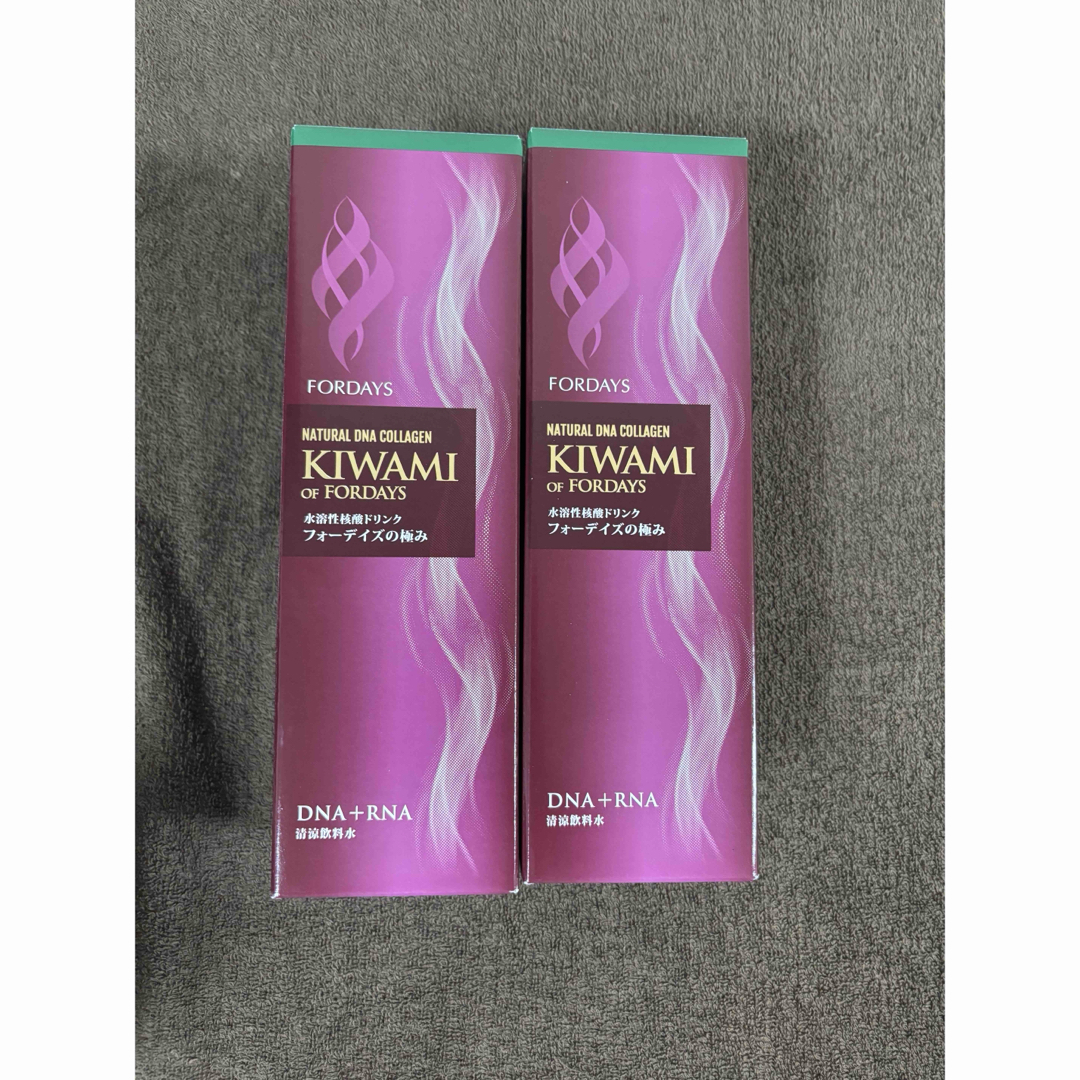 FORDAYS
NATURAL DNA COLLAGEN
KIWAMI
OF FORDAYS
水溶性核酸ドリンク
フォーデイズの極み
DNA+RNA
清涼飲料水
FORDAYS
NATURAL DNA COLLAGEN
KIWAMI
OF FORDAYS
水溶性核酸ドリンク
フォーデイズの極み
DNA+RNA
清涼飲料水